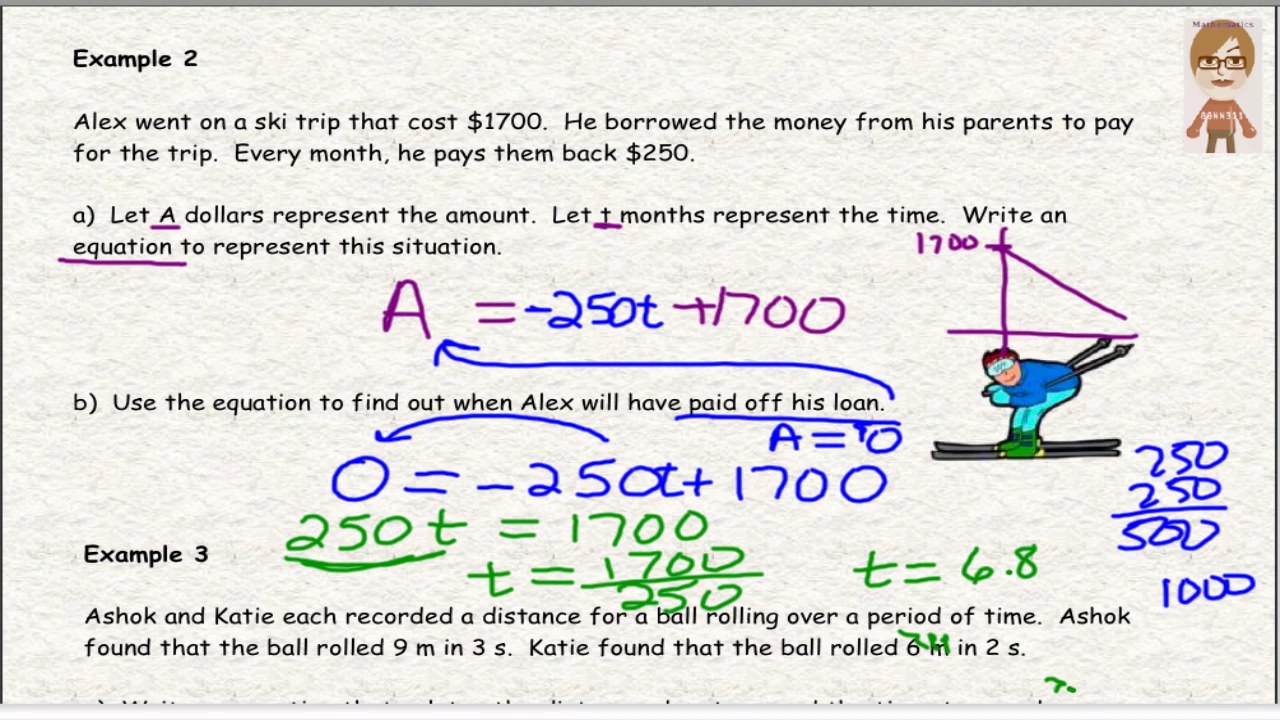 Mathematics
Example 2
88NN311
Alex went on a ski trip that cost $1700. He borrowed the money from his parents to pay
for the trip. Every month, he pays them back $250.
a) Let A dollars represent the amount. Let t months represent the time. Write an
equation to represent this situation.
1700
A = -250t +1700
b) Use the equation to find out when Alex will have paid off his loan.
A = 0
0 = -250t + 1700
250
250
500
1000
250t = 1700
t = 1700
250
t = 6.8
Example 3
Ashok and Katie each recorded a distance for a ball rolling over a period of time. Ashok
found that the ball rolled 9 m in 3 s. Katie found that the ball rolled 6 m in 2 s.